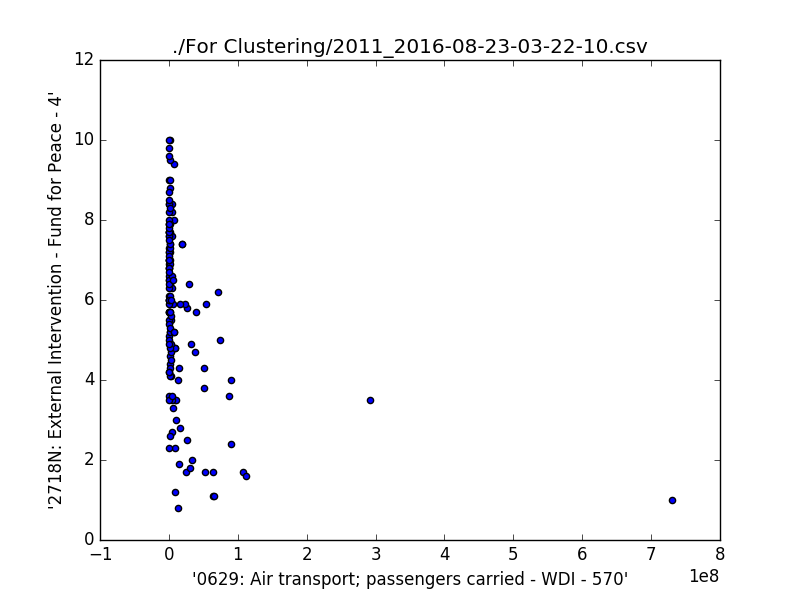 ./For Clustering/2011_2016-08-23-03-22-10.csv
'2718N: External Intervention - Fund for Peace - 4'
12
10
8
6
4
2
0
−1 0 1 2 3 4 5 6 7 8
1e8
'0629: Air transport; passengers carried - WDI - 570'